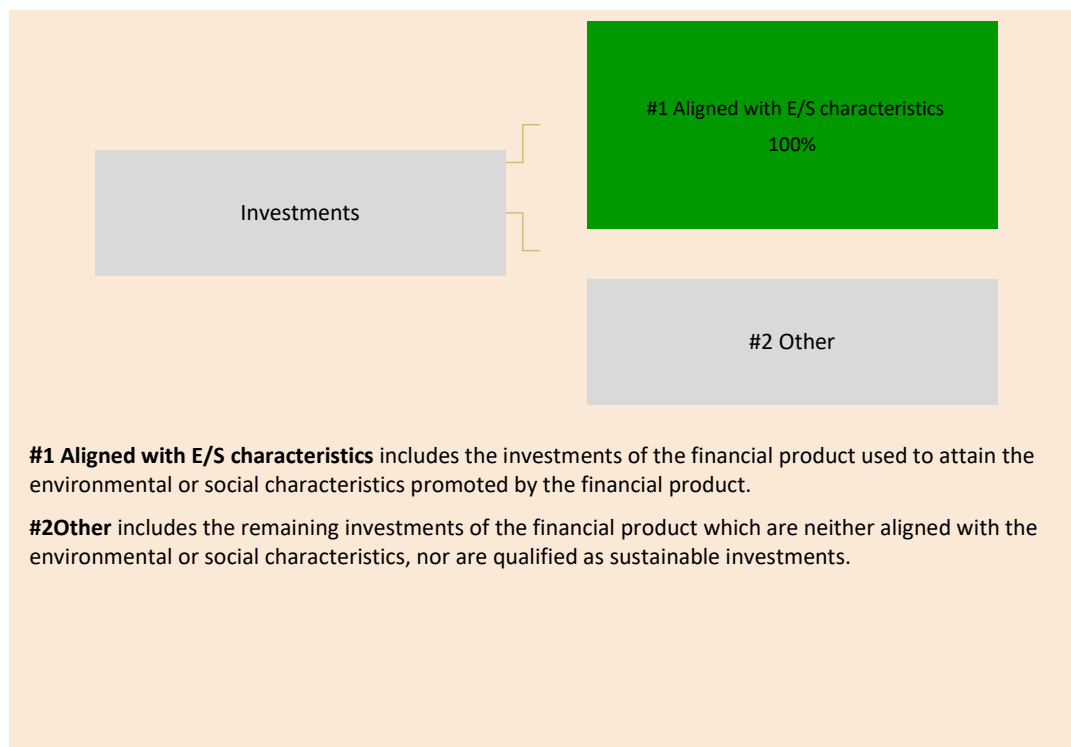 #1 Aligned with E/S characteristics
100%
Investments
#2 Other
#1 Aligned with E/S characteristics includes the investments of the financial product used to attain the
environmental or social characteristics promoted by the financial product.
#2Other includes the remaining investments of the financial product which are neither aligned with the
environmental or social characteristics, nor are qualified as sustainable investments.